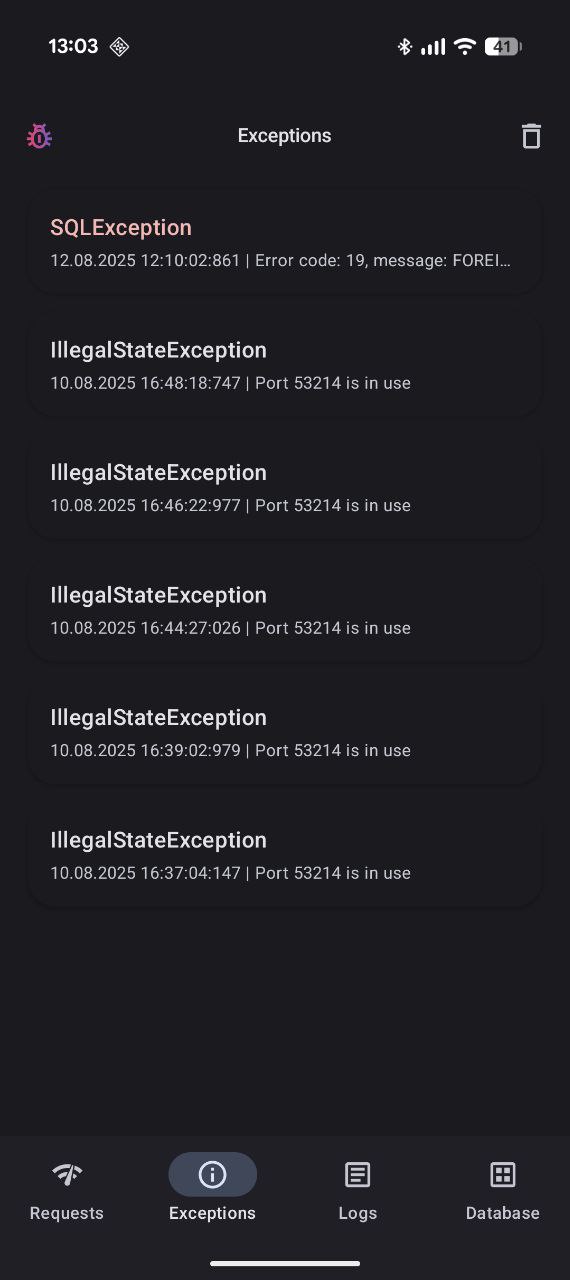 13:03
41
Exceptions
SQLException
12.08.2025 12:10:02:861 | Error code: 19, message: FOREI...
IllegalStateException
10.08.2025 16:48:18:747 | Port 53214 is in use
IllegalStateException
10.08.2025 16:46:22:977 | Port 53214 is in use
IllegalStateException
10.08.2025 16:44:27:026 | Port 53214 is in use
IllegalStateException
10.08.2025 16:39:02:979 | Port 53214 is in use
IllegalStateException
10.08.2025 16:37:04:147 | Port 53214 is in use
Requests Exceptions Logs Database